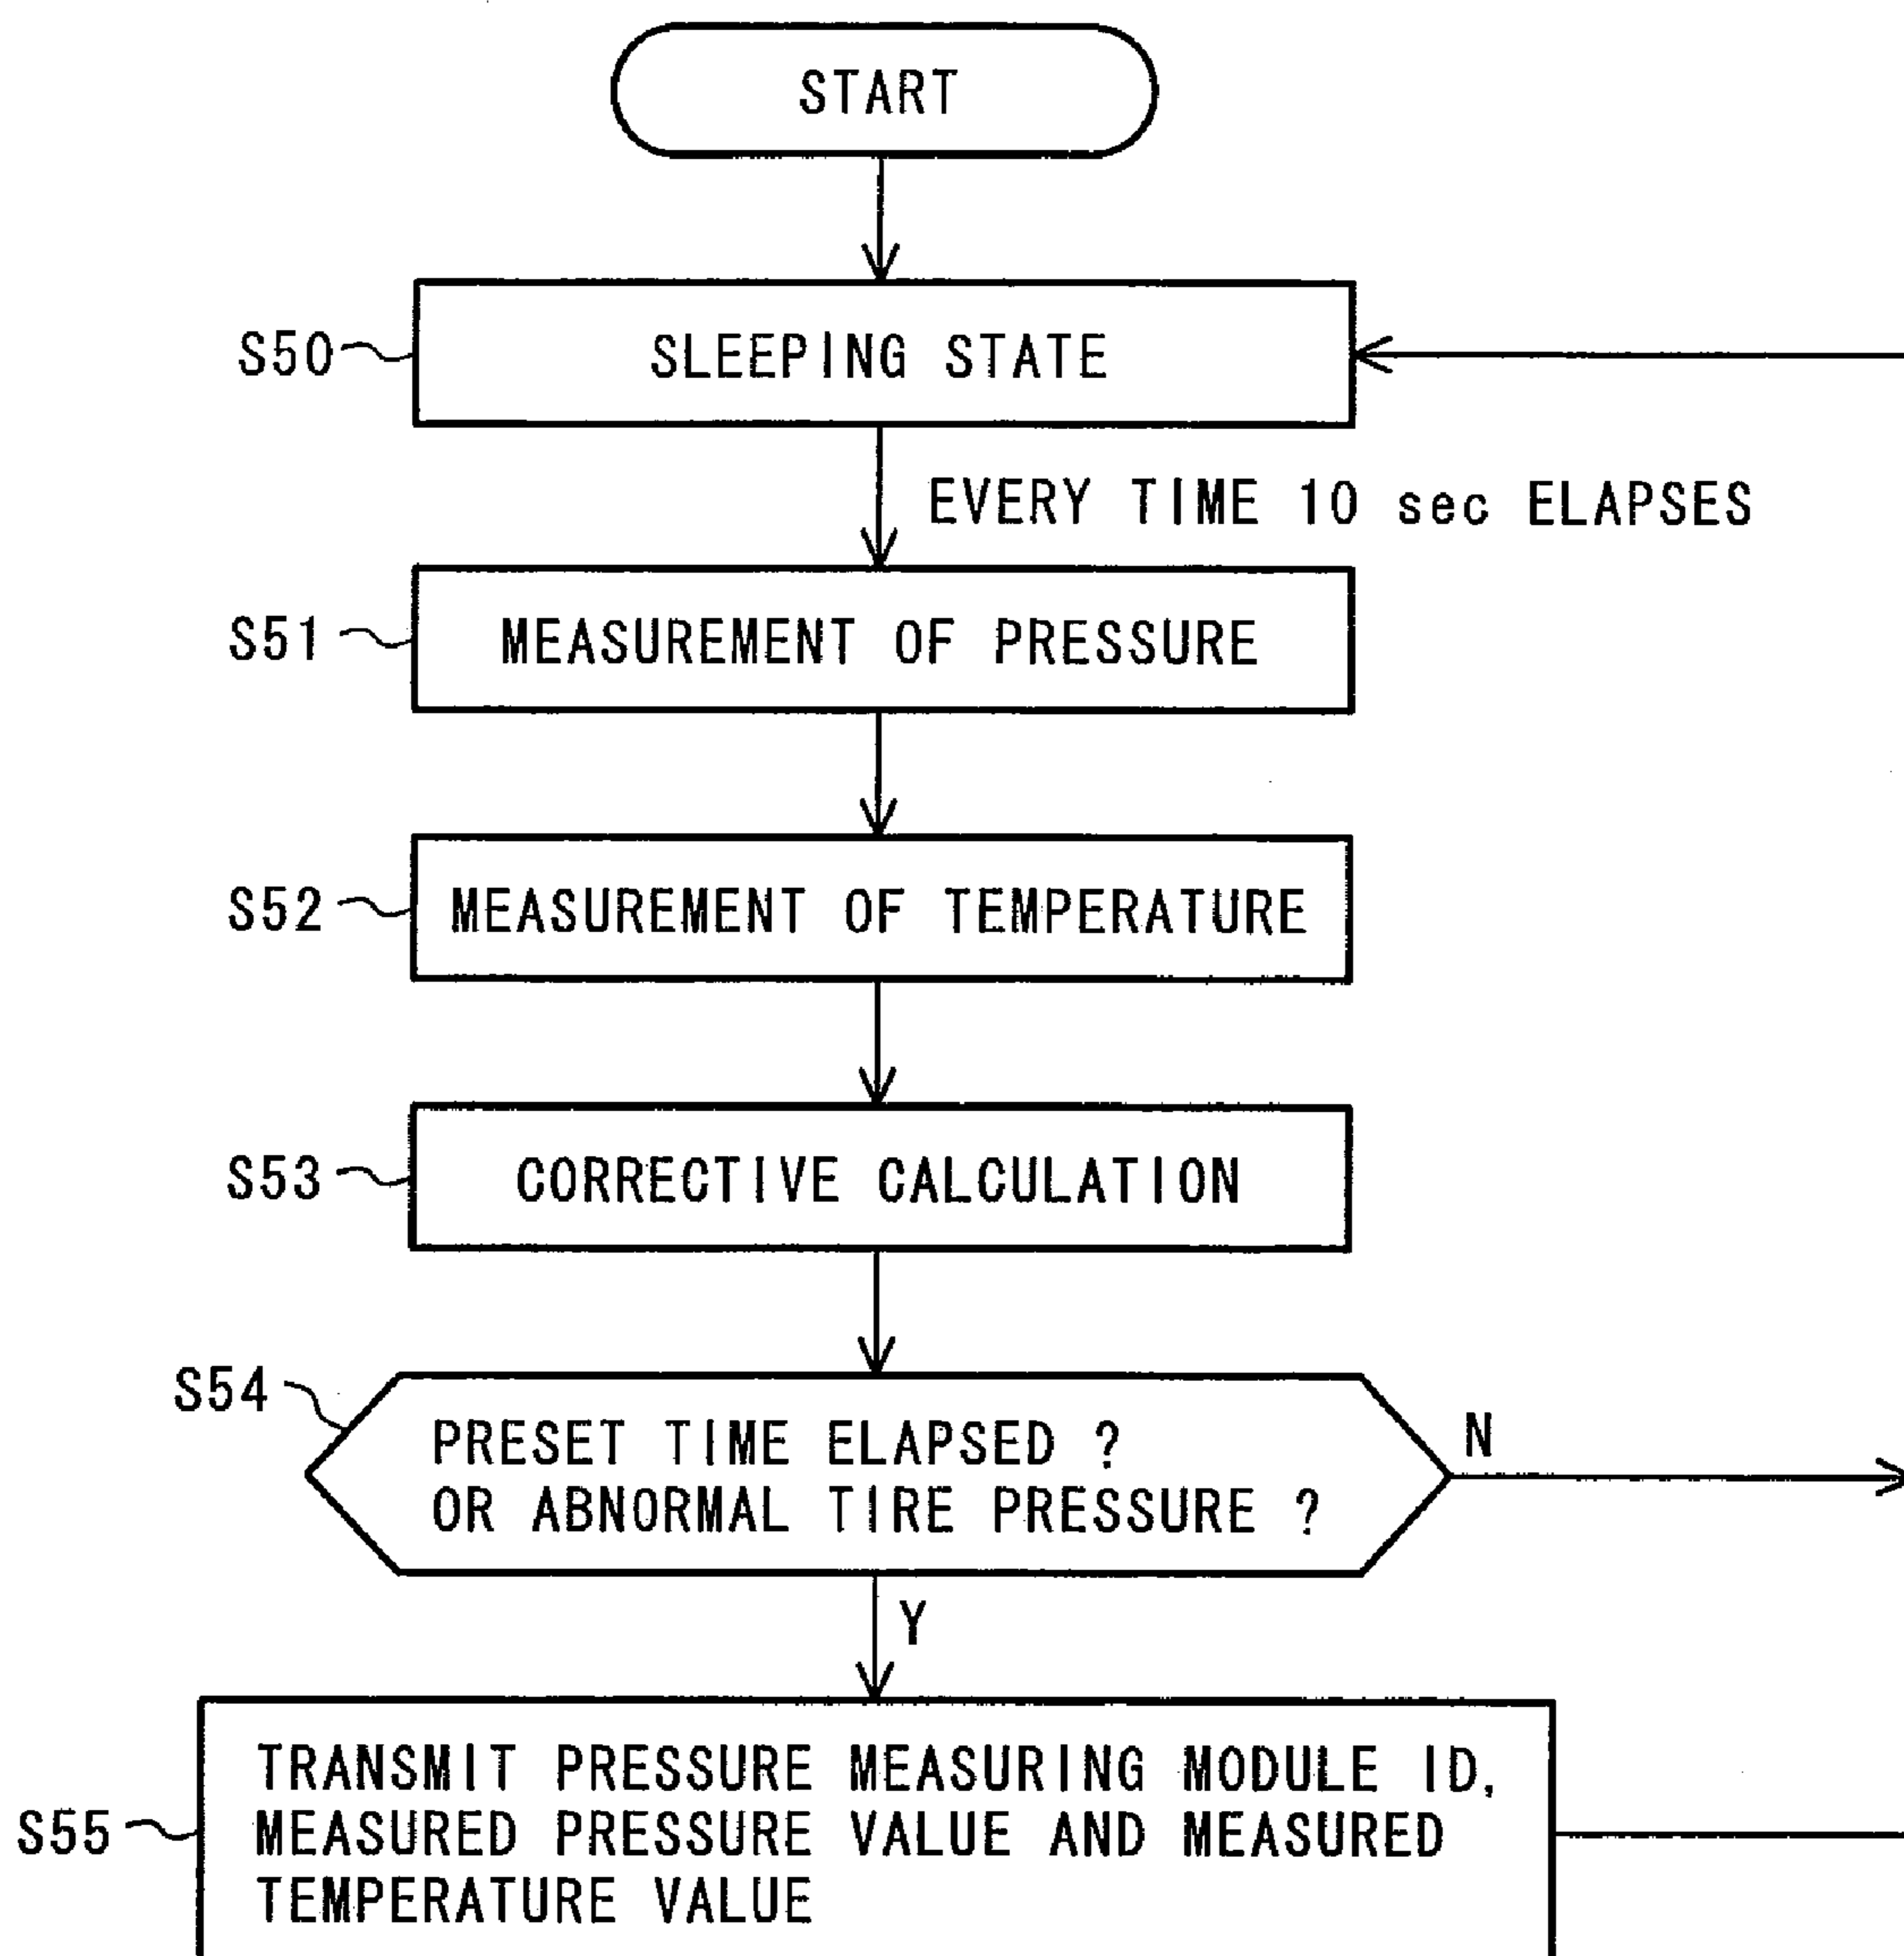 START
S50
SLEEPING STATE
EVERY TIME 10 sec ELAPSES
S51
MEASUREMENT OF PRESSURE
S52
MEASUREMENT OF TEMPERATURE
S53
CORRECTIVE CALCULATION
S54
PRESET TIME ELAPSED ?
OR ABNORMAL TIRE PRESSURE ?
N
Y
S55
TRANSMIT PRESSURE MEASURING MODULE ID,
MEASURED PRESSURE VALUE AND MEASURED
TEMPERATURE VALUE